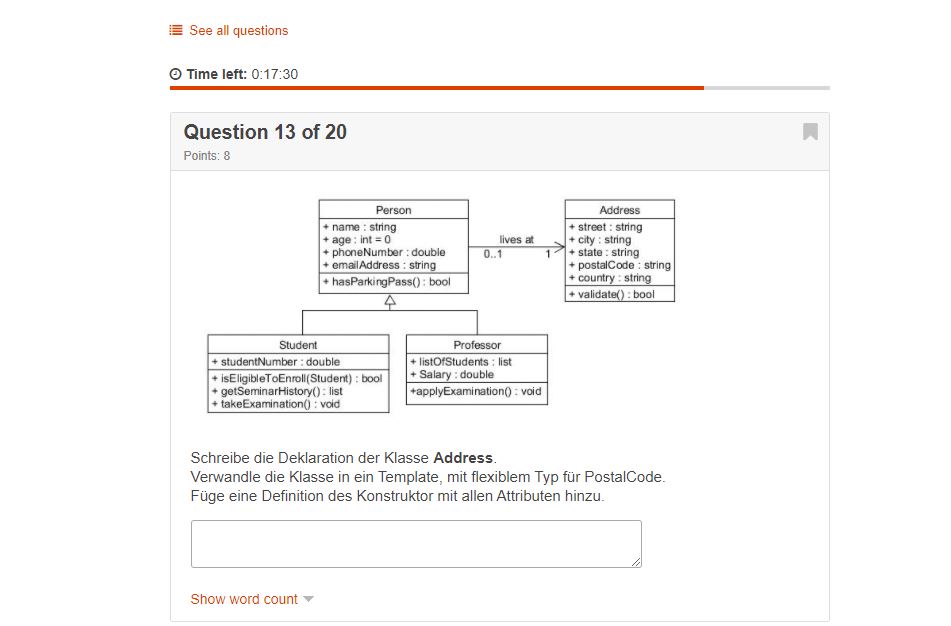 See all questions
Time left: 0:17:30
Question 13 of 20
Points: 8
Person
+ name : string
+ age : int = 0
+ phoneNumber : double
+ emailAddress : string
+ hasParkingPass() : bool
lives at
0..1
1
Address
+ street : string
+ city : string
+ state : string
+ postalCode : string
+ country : string
+ validate() : bool
Student
+ studentNumber : double
+ isEligibleToEnroll(Student) : bool
+ getSeminarHistory() : list
+ takeExamination() : void
Professor
+ listOfStudents : list
+ Salary : double
+applyExamination() : void
Schreibe die Deklaration der Klasse Address.
Verwandle die Klasse in ein Template, mit flexiblem Typ für PostalCode.
Füge eine Definition des Konstruktor mit allen Attributen hinzu.
Show word count